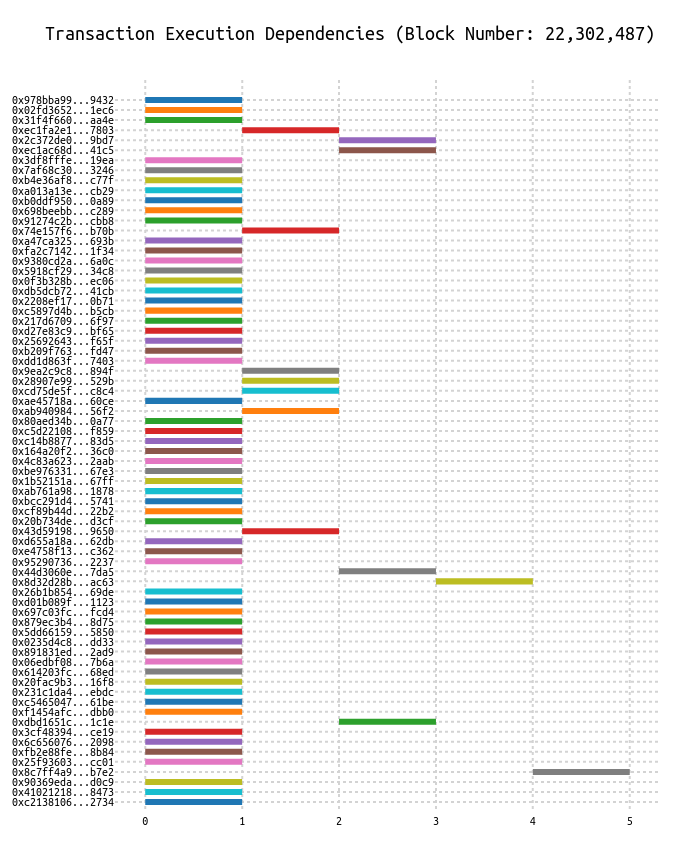 Transaction Execution Dependencies (Block Number: 22,302,487)
0x978bba99...9432
0x02fd3652...1ec6
0x31f4f660...aa4e
0xec1fa2e1...7803
0x2c372de0...9bd7
0xec1ac68d...41c5
0x3df8fffe...19ea
0x7af68c30...3246
0xb4e36af8...c77f
0xa013a13e...cb29
0xb0ddf950...0a89
0x698beebb...c289
0x91274c2b...cbb8
0x74e157f6...b70b
0xa47ca325...693b
0xfa2c7142...1f34
0x9380cd2a...6a0c
0x5918cf29...34c8
0x0f3b328b...ec06
0xdb5dcb72...41cb
0x2208ef17...0b71
0xc5897d4b...b5cb
0x217d6709...6f97
0xd27e83c9...bf65
0x25692643...f65f
0xb209f763...fd47
0xdd1d863f...7403
0x9ea2c9c8...894f
0x28907e99...529b
0xcd75de5f...c8c4
0xae45718a...60ce
0xab940984...56f2
0x80aed34b...0a77
0xc5d22108...f859
0xc14b8877...83d5
0x164a20f2...36c0
0x4c83a623...2aab
0xbe976331...67e3
0x1b52151a...67ff
0xab761a98...1878
0xbcc291d4...5741
0xcf89b44d...22b2
0x20b734de...d3cf
0x43d59198...9650
0xd655a18a...62db
0xe4758f13...c362
0x95290736...2237
0x44d3060e...7da5
0x8d32d28b...ac63
0x26b1b854...69de
0xd01b089f...1123
0x697c03fc...fcd4
0x879ec3b4...8d75
0x5dd66159...5850
0x0235d4c8...dd33
0x891831ed...2ad9
0x06edbf08...7b6a
0x614203fc...68ed
0x20fac9b3...16f8
0x231c1da4...ebdc
0xc5465047...61be
0xf1454afc...dbb0
0xdbd1651c...1c1e
0x3cf48394...ce19
0x6c656076...2098
0xfb2e88fe...8b84
0x25f93603...cc01
0x8c7ff4a9...b7e2
0x90369eda...d0c9
0x41021218...8473
0xc2138106...2734
0 1 2 3 4 5